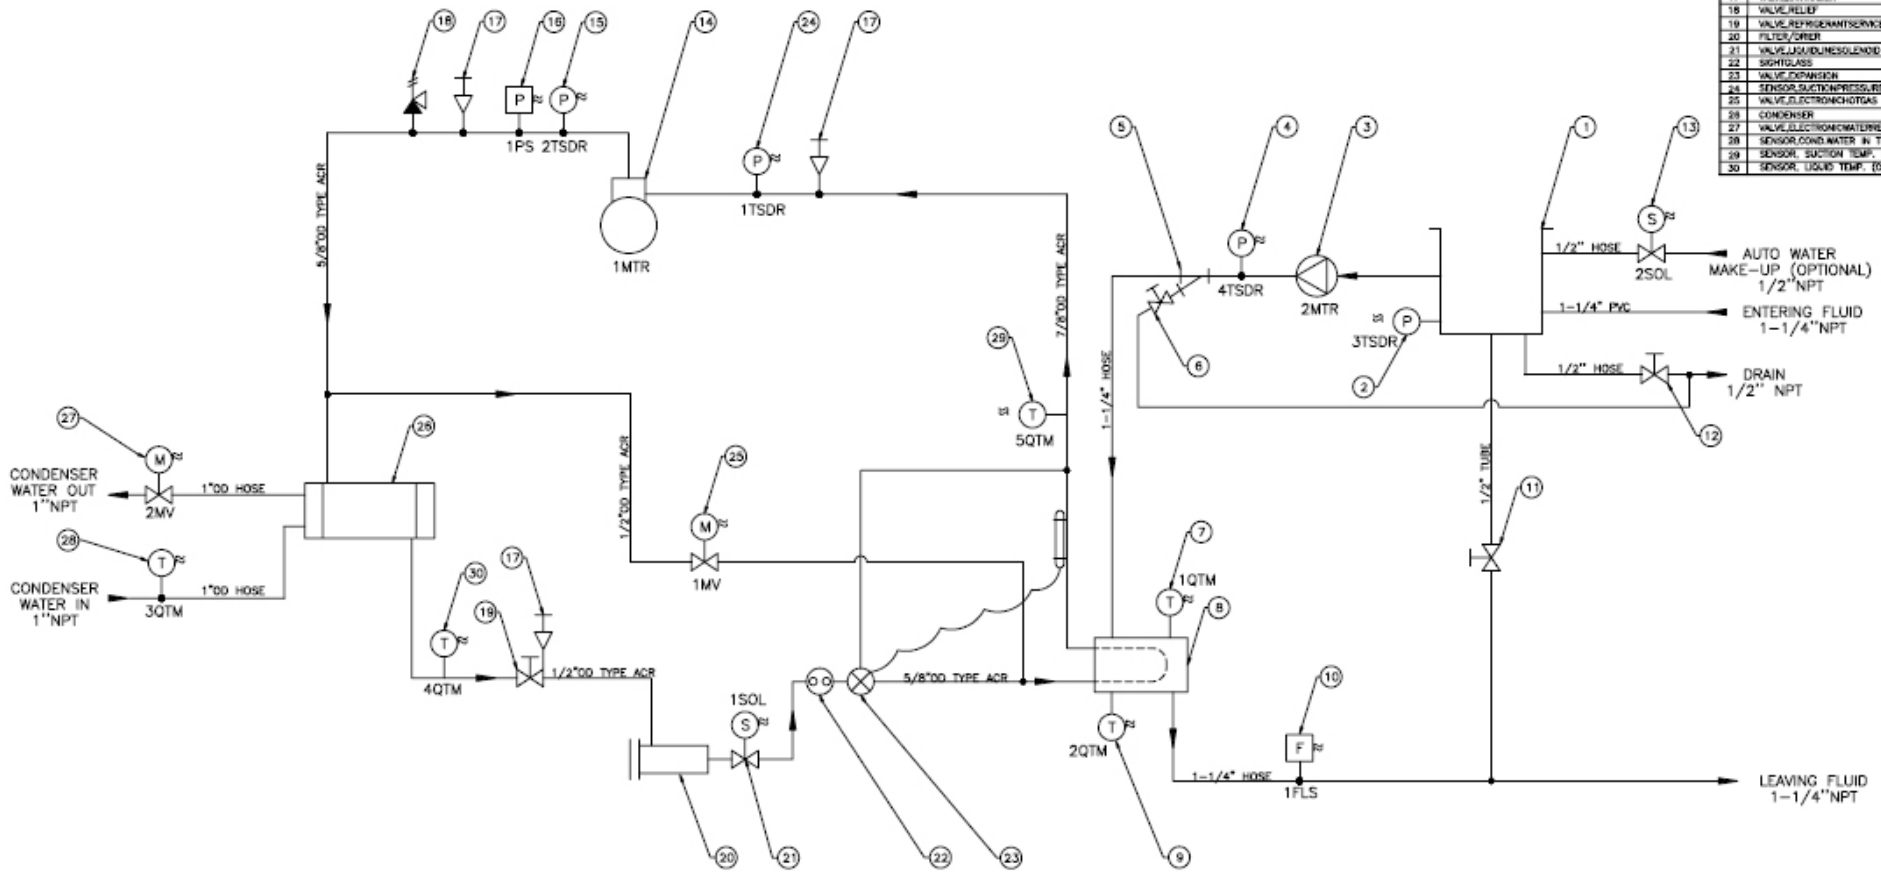 18
17
16
15
14
24
17
P
P
1PS 2TSDR
P
1TSDR
1MTR
5/8"OD TYPE ACR
7/8"OD TYPE ACR
5
4
3
1
13
P
4TSDR
2MTR
S
2SOL
1/2" HOSE
AUTO WATER
MAKE-UP (OPTIONAL)
1/2"NPT
1-1/4" PVC
ENTERING FLUID
1-1/4"NPT
P
3TSDR
2
6
1/2" HOSE
DRAIN
1/2" NPT
12
1-1/4" HOSE
29
T
5QTM
27
M
2MV
CONDENSER
WATER OUT
1"NPT
1"OD HOSE
26
28
T
3QTM
CONDENSER
WATER IN
1"NPT
1"OD HOSE
1/2"OD TYPE ACR
25
M
1MV
30
T
4QTM
19
17
1/2"OD TYPE ACR
1SOL
S
5/8"OD TYPE ACR
7
1QTM
T
8
T
2QTM
9
1/2" TUBE
11
10
F
1FLS
1-1/4" HOSE
LEAVING FLUID
1-1/4"NPT
20
21
22
23
18 VALVE,RELIEF
19 VALVE,REFRIGERANTSERVICE
20 FILTER/DRIER
21 VALVE,LIQUIDLINESOLENOID
22 SIGHTGLASS
23 VALVE,EXPANSION
24 SENSOR,SUCTIONPRESSURE
25 VALVE,ELECTRONICHOTGAS
26 CONDENSER
27 VALVE,ELECTRONICWATERRE
28 SENSOR,COND.WATER IN T
29 SENSOR, SUCTION TEMP.
30 SENSOR, LIQUID TEMP.